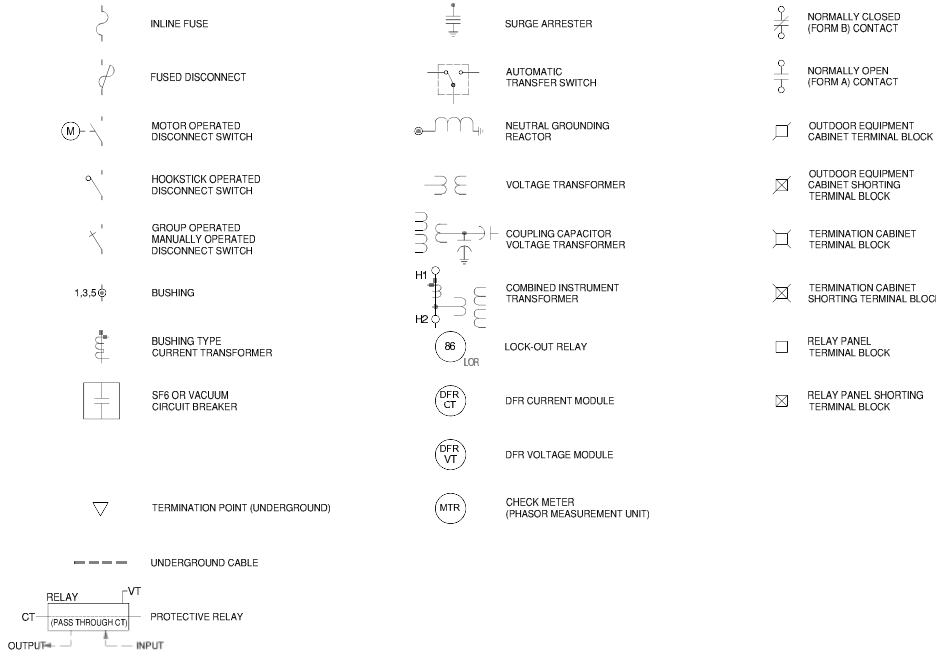 INLINE FUSE
FUSED DISCONNECT
M
MOTOR OPERATED
DISCONNECT SWITCH
HOOKSTICK OPERATED
DISCONNECT SWITCH
GROUP OPERATED
MANUALLY OPERATED
DISCONNECT SWITCH
1,3,5
BUSHING
BUSHING TYPE
CURRENT TRANSFORMER
SF6 OR VACUUM
CIRCUIT BREAKER
TERMINATION POINT (UNDERGROUND)
UNDERGROUND CABLE
RELAY
VT
CT
(PASS THROUGH CT)
PROTECTIVE RELAY
OUTPUT
INPUT
SURGE ARRESTER
AUTOMATIC
TRANSFER SWITCH
NEUTRAL GROUNDING
REACTOR
VOLTAGE TRANSFORMER
COUPLING CAPACITOR
VOLTAGE TRANSFORMER
H1
H2
COMBINED INSTRUMENT
TRANSFORMER
86
LOR
LOCK-OUT RELAY
DFR
CT
DFR CURRENT MODULE
DFR
VT
DFR VOLTAGE MODULE
MTR
CHECK METER
(PHASOR MEASUREMENT UNIT)
NORMALLY CLOSED
(FORM B) CONTACT
NORMALLY OPEN
(FORM A) CONTACT
OUTDOOR EQUIPMENT
CABINET TERMINAL BLOCK
OUTDOOR EQUIPMENT
CABINET SHORTING
TERMINAL BLOCK
TERMINATION CABINET
TERMINAL BLOCK
TERMINATION CABINET
SHORTING TERMINAL BLOCK
RELAY PANEL
TERMINAL BLOCK
RELAY PANEL SHORTING
TERMINAL BLOCK